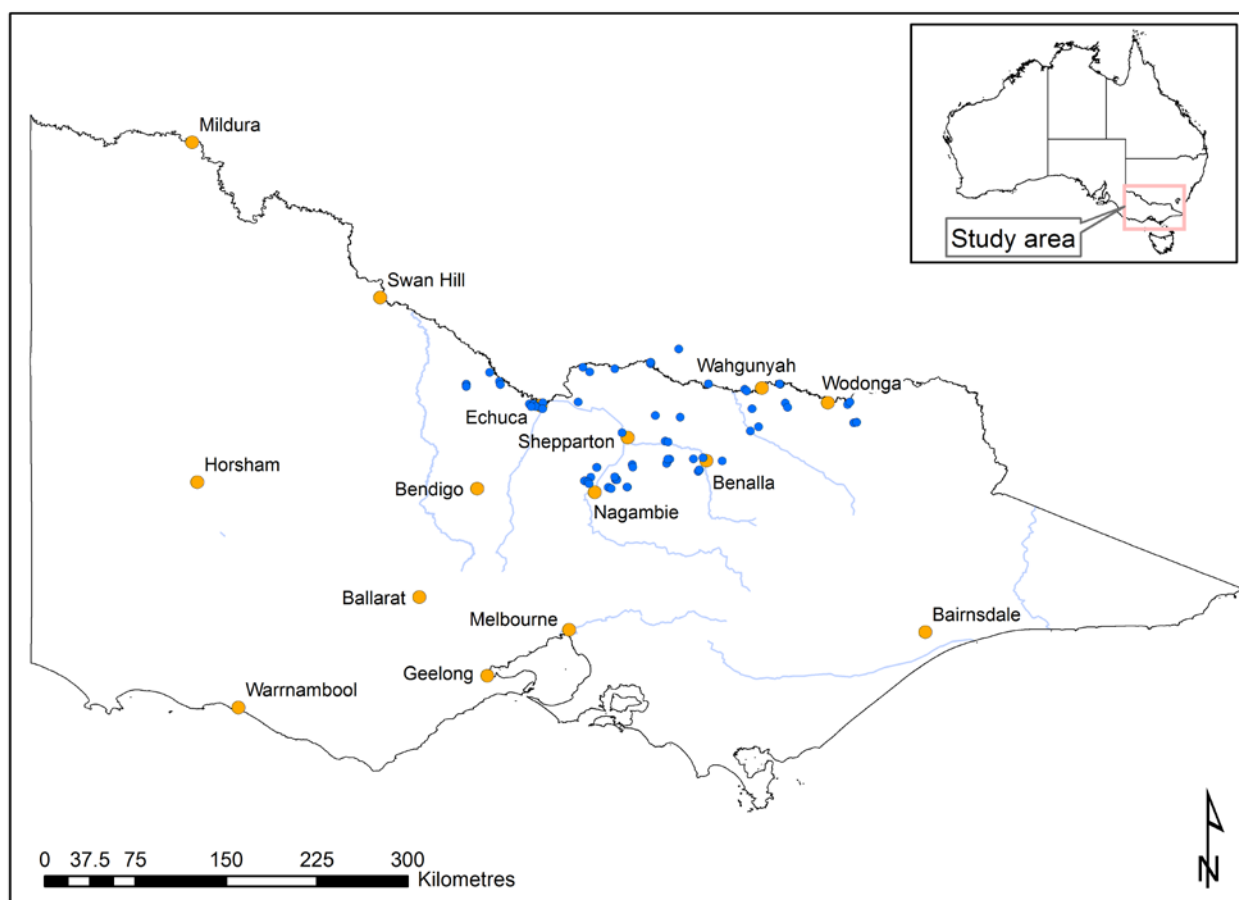 Mildura
Study area
Swan Hill
Wahgunyah
Wodonga
Echuca
Shepparton
Benalla
Horsham
Bendigo
Nagambie
Ballarat
Melbourne
Bairnsdale
Geelong
Warrnambool
0 37.5 75 150 225 300
Kilometres
N